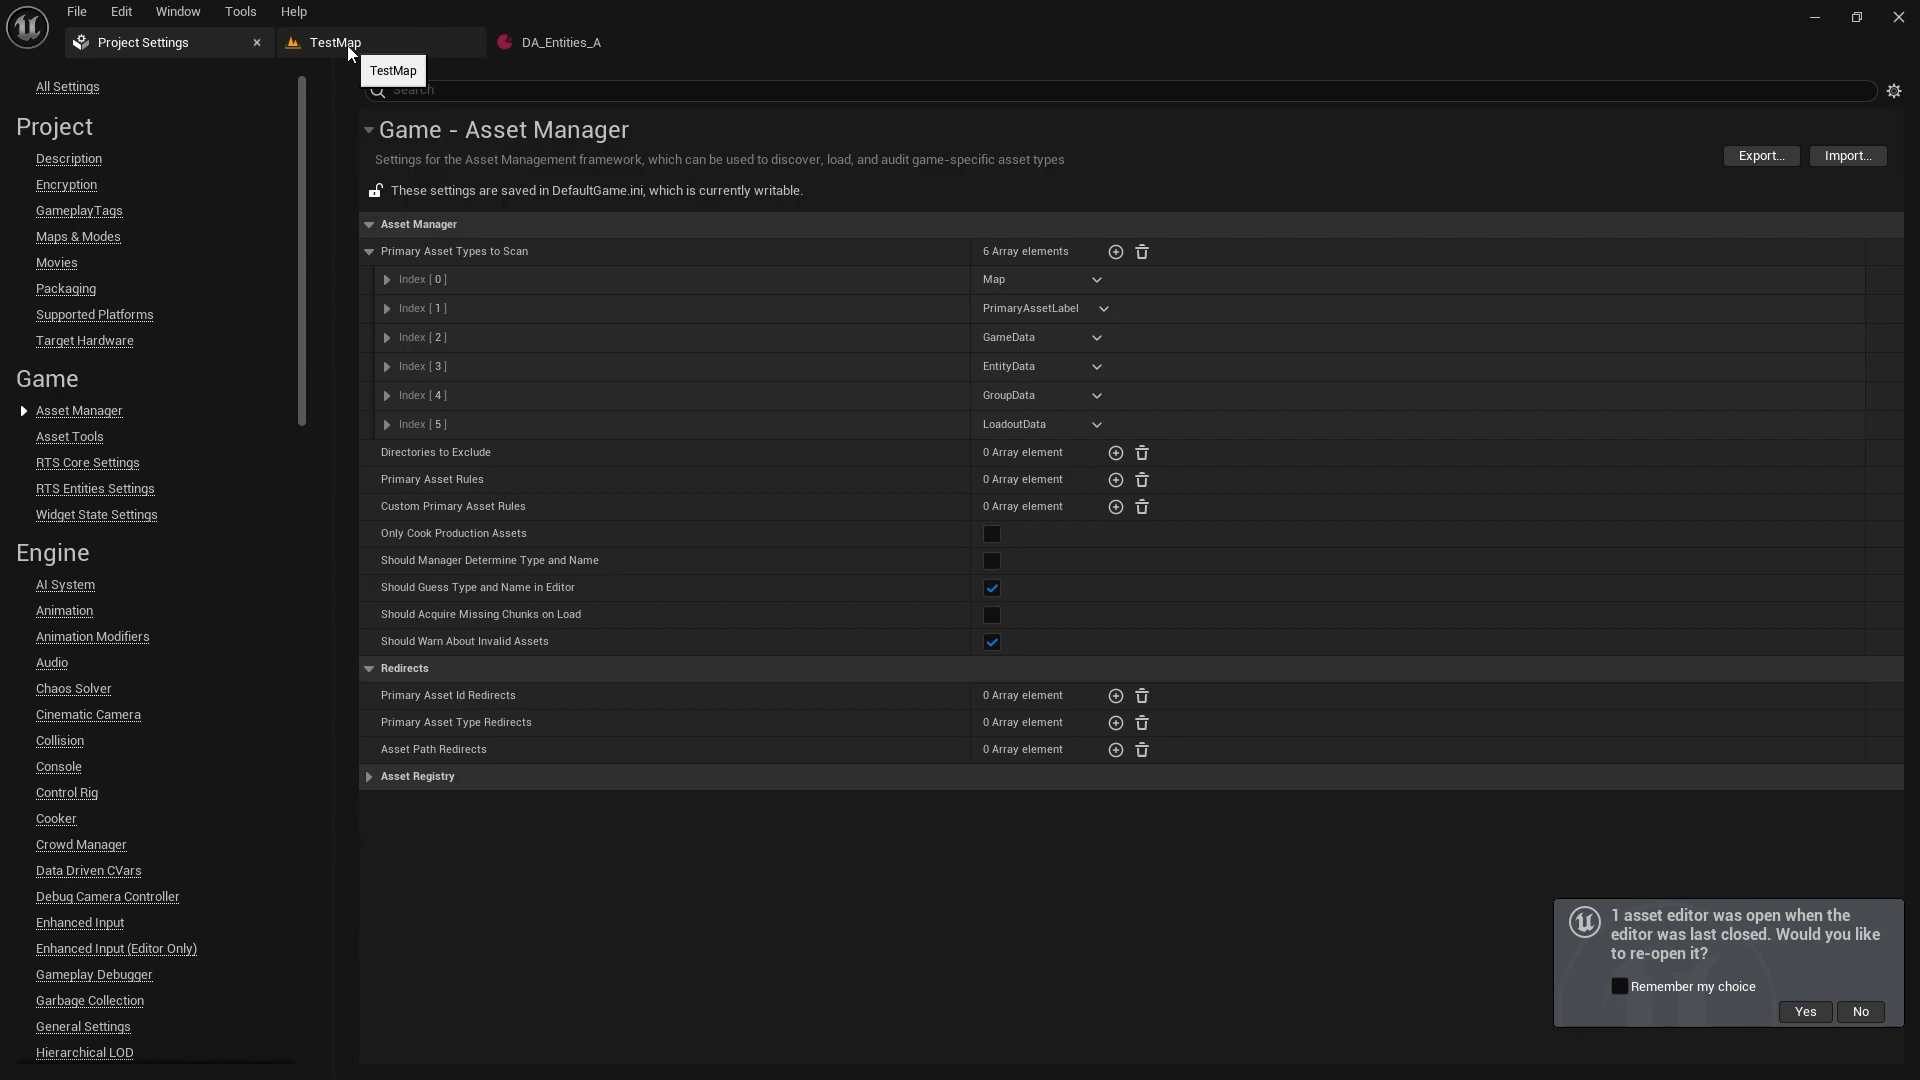 File Edit Window Tools Help
Project Settings TestMap DA_Entities_A
TestMap
Search
All Settings
Project
Description
Encryption
GameplayTags
Maps & Modes
Movies
Packaging
Supported Platforms
Target Hardware
Game
Asset Manager
Asset Tools
RTS Core Settings
RTS Entities Settings
Widget State Settings
Engine
AI System
Animation
Animation Modifiers
Audio
Chaos Solver
Cinematic Camera
Collision
Console
Control Rig
Cooker
Crowd Manager
Data Driven CVars
Debug Camera Controller
Enhanced Input
Enhanced Input (Editor Only)
Gameplay Debugger
Garbage Collection
General Settings
Hierarchical LOD
Game - Asset Manager
Settings for the Asset Management framework, which can be used to discover, load, and audit game-specific asset types
Export... Import...
These settings are saved in DefaultGame.ini, which is currently writable.
Asset Manager
Primary Asset Types to Scan 6 Array elements
Index [ 0 ] Map
Index [ 1 ] PrimaryAssetLabel
Index [ 2 ] GameData
Index [ 3 ] EntityData
Index [ 4 ] GroupData
Index [ 5 ] LoadoutData
Directories to Exclude 0 Array element
Primary Asset Rules 0 Array element
Custom Primary Asset Rules 0 Array element
Only Cook Production Assets
Should Manager Determine Type and Name
Should Guess Type and Name in Editor
Should Acquire Missing Chunks on Load
Should Warn About Invalid Assets
Redirects
Primary Asset Id Redirects 0 Array element
Primary Asset Type Redirects 0 Array element
Asset Path Redirects 0 Array element
Asset Registry
1 asset editor was open when the
editor was last closed. Would you like
to re-open it?
Remember my choice
Yes No